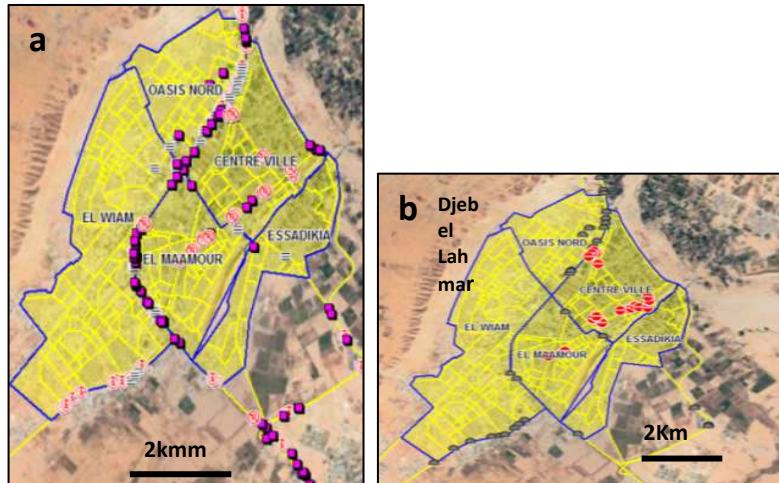 a
OASIS NORD
CENTRE VILLE
EL WIAM
ESSADIKIA
EL MAAMOUR
2kmm
b
Djeb
el
Lah
mar
OASIS NORD
CENTRE VILLE
EL WIAM
ESSADIKIA
EL MAAMOUR
2Km